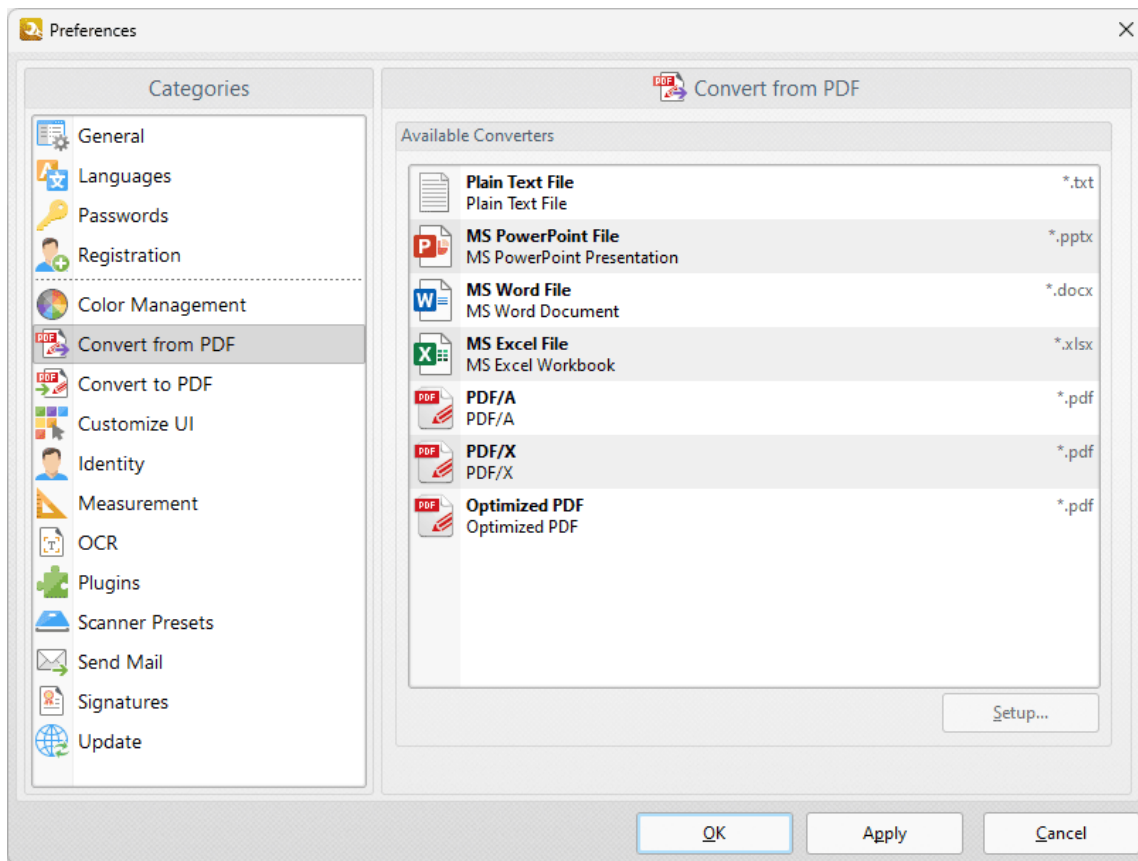 Preferences
Categories
General
Languages
Passwords
Registration
Color Management
Convert from PDF
Convert to PDF
Customize UI
Identity
Measurement
OCR
Plugins
Scanner Presets
Send Mail
Signatures
Update
Convert from PDF
Available Converters
Plain Text File *.txt
Plain Text File
MS PowerPoint File *.pptx
MS PowerPoint Presentation
MS Word File *.docx
MS Word Document
MS Excel File *.xlsx
MS Excel Workbook
PDF/A *.pdf
PDF/A
PDF/X *.pdf
PDF/X
Optimized PDF *.pdf
Optimized PDF
Setup...
OK Apply Cancel